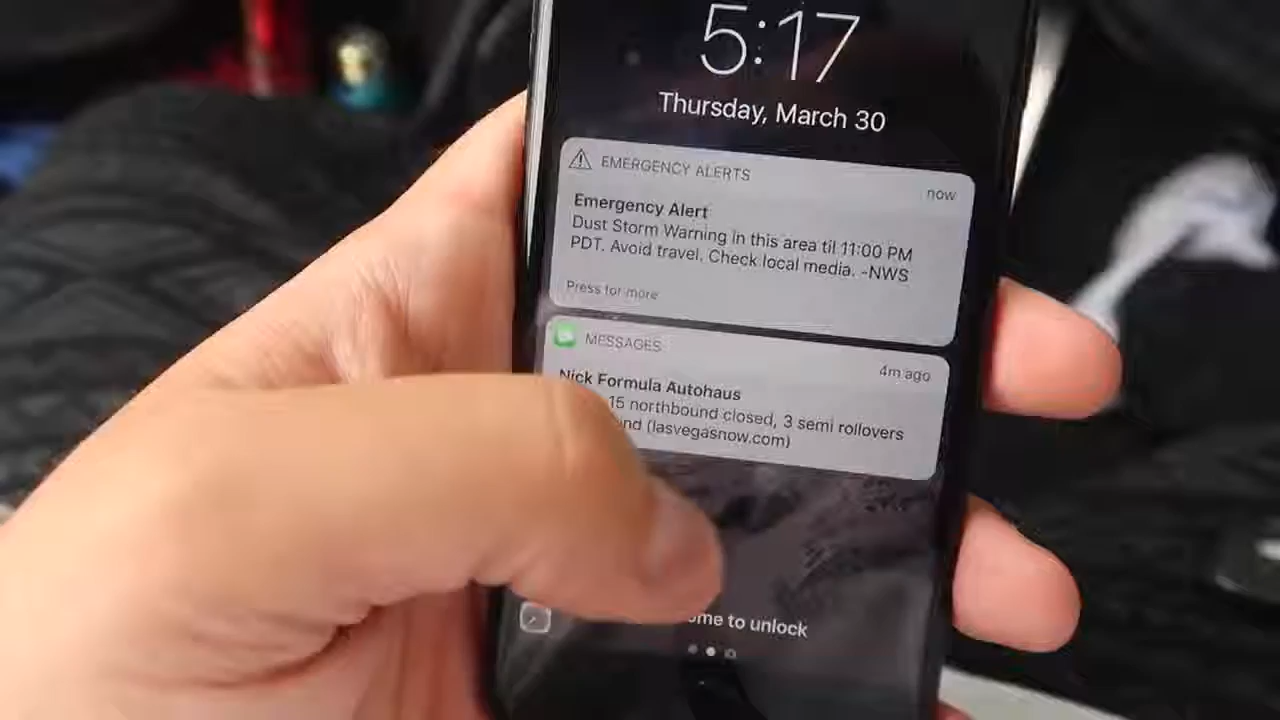 5:17
Thursday, March 30
EMERGENCY ALERTS
now
Emergency Alert
Dust Storm Warning in this area til 11:00 PM
PDT. Avoid travel. Check local media. -NWS
Press for more
MESSAGES
4m ago
Nick Formula Autohaus
15 northbound closed, 3 semi rollovers
(lasvegasnow.com)
to unlock